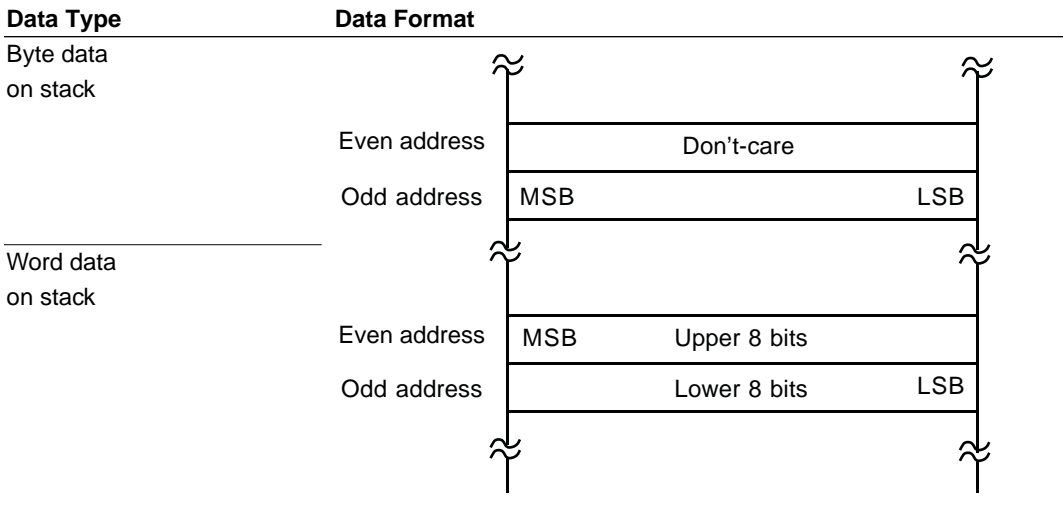 Data Type Data Format
Byte data
on stack
Even address Don't-care
Odd address MSB LSB
Word data
on stack
Even address MSB Upper 8 bits
Odd address Lower 8 bits LSB